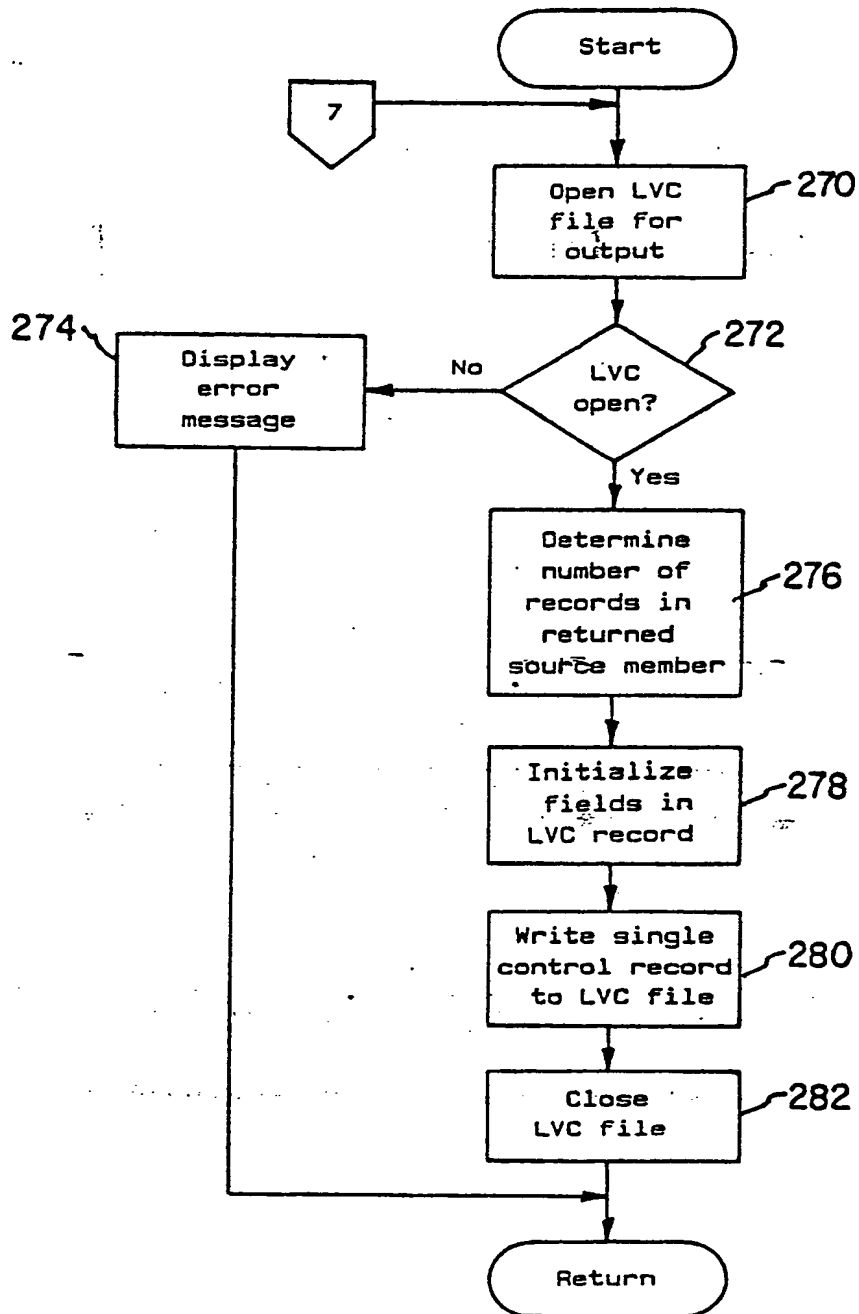 Start
7
Open LVC
file for
output
270
272
LVC
open?
No
274
Display
error
message
Yes
Determine
number of
records in
returned
source member
276
Initialize
fields in
LVC record
278
Write single
control record
to LVC file
280
Close
LVC file
282
Return